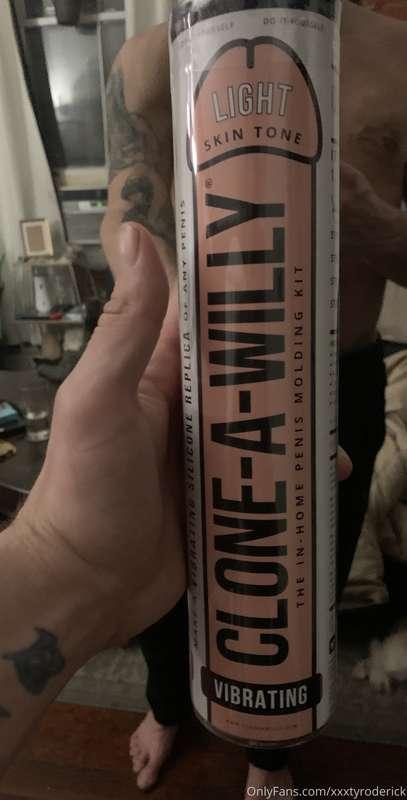 DO IT YOURSELF
LIGHT
SKIN TONE
CLONE-A-WILLY®
THE IN-HOME PENIS MOLDING KIT
MAKE A VIBRATING SILICONE REPLICA OF ANY PENIS
VIBRATING
OnlyFans.com/xxxtyroderick